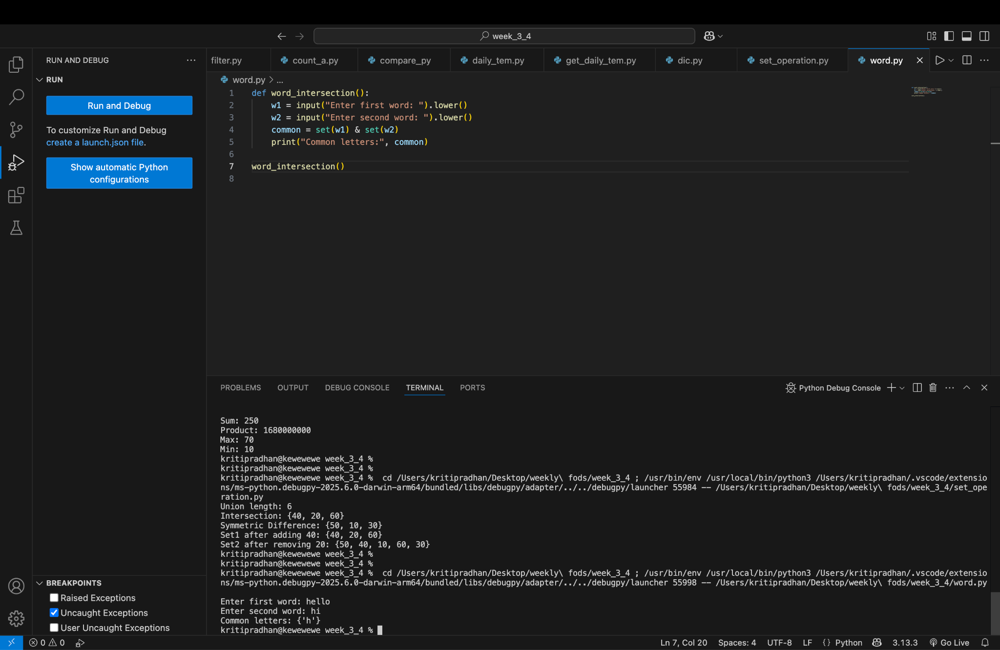 week_3_4
RUN AND DEBUG
RUN
Run and Debug
To customize Run and Debug
create a launch.json file.
Show automatic Python
configurations
filter.py
count_a.py
compare_py
daily_tem.py
get_daily_tem.py
dic.py
set_operation.py
word.py
word.py > ...
1 def word_intersection():
2     w1 = input("Enter first word: ").lower()
3     w2 = input("Enter second word: ").lower()
4     common = set(w1) & set(w2)
5     print("Common letters:", common)
6
7 word_intersection()
8
PROBLEMS
OUTPUT
DEBUG CONSOLE
TERMINAL
PORTS
Python Debug Console
Sum: 250
Product: 1680000000
Max: 70
Min: 10
kritipradhan@kewewewe week_3_4 %
kritipradhan@kewewewe week_3_4 %
kritipradhan@kewewewe week_3_4 %  cd /Users/kritipradhan/Desktop/weekly\ fods/week_3_4 ; /usr/bin/env /usr/local/bin/python3 /Users/kritipradhan/.vscode/extensio
ns/ms-python.debugpy-2025.6.0-darwin-arm64/bundled/libs/debugpy/adapter/../../debugpy/launcher 55984 -- /Users/kritipradhan/Desktop/weekly\ fods/week_3_4/set_ope
ration.py
Union length: 6
Intersection: {40, 20, 60}
Symmetric Difference: {50, 10, 30}
Set1 after adding 40: {40, 20, 60}
Set2 after removing 20: {50, 40, 10, 60, 30}
kritipradhan@kewewewe week_3_4 %
kritipradhan@kewewewe week_3_4 %
kritipradhan@kewewewe week_3_4 %  cd /Users/kritipradhan/Desktop/weekly\ fods/week_3_4 ; /usr/bin/env /usr/local/bin/python3 /Users/kritipradhan/.vscode/extensio
ns/ms-python.debugpy-2025.6.0-darwin-arm64/bundled/libs/debugpy/adapter/../../debugpy/launcher 55998 -- /Users/kritipradhan/Desktop/weekly\ fods/week_3_4/word.py
Enter first word: hello
Enter second word: hi
Common letters: {'h'}
kritipradhan@kewewewe week_3_4 %
BREAKPOINTS
Raised Exceptions
Uncaught Exceptions
User Uncaught Exceptions
0 0
Ln 7, Col 20
Spaces: 4
UTF-8
LF
{} Python
3.13.3
Go Live